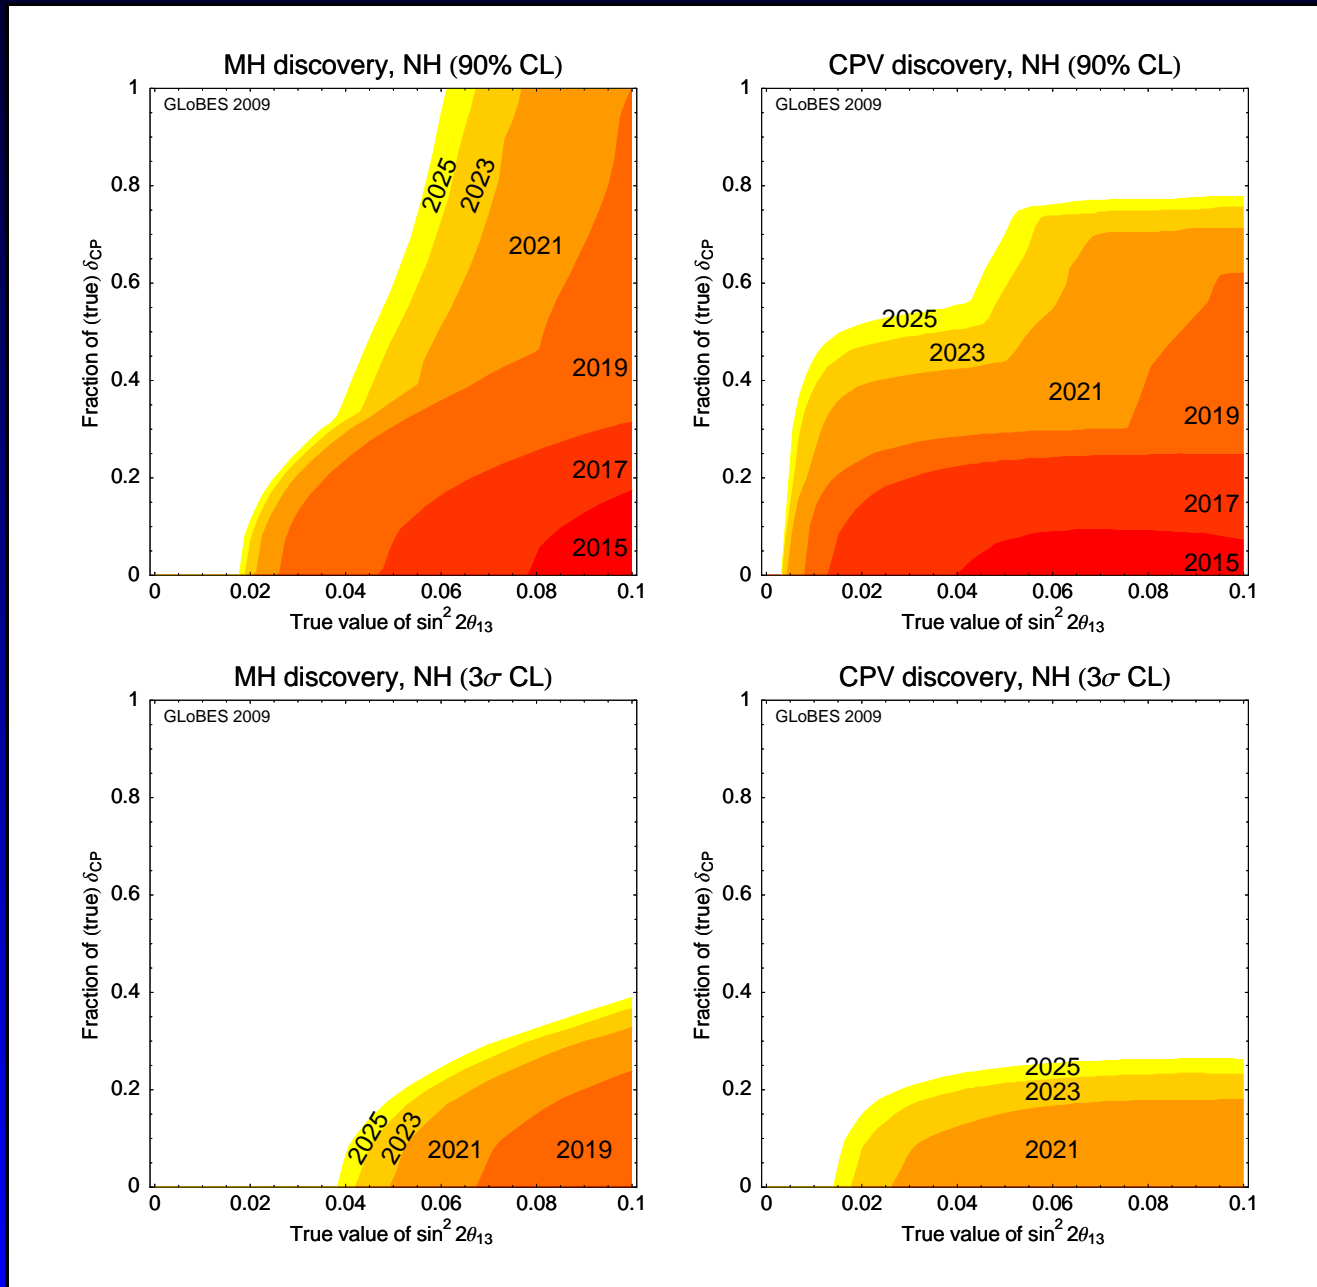 MH discovery, NH (90% CL)
GLoBES 2009
2025
2023
2021
2019
2017
2015
Fraction of (true) δCP
1
0.8
0.6
0.4
0.2
0
0 0.02 0.04 0.06 0.08 0.1
True value of sin² 2θ₁₃
CPV discovery, NH (90% CL)
GLoBES 2009
2025
2023
2021
2019
2017
2015
Fraction of (true) δCP
1
0.8
0.6
0.4
0.2
0
0 0.02 0.04 0.06 0.08 0.1
True value of sin² 2θ₁₃
MH discovery, NH (3σ CL)
GLoBES 2009
2025
2023
2021
2019
Fraction of (true) δCP
1
0.8
0.6
0.4
0.2
0
0 0.02 0.04 0.06 0.08 0.1
True value of sin² 2θ₁₃
CPV discovery, NH (3σ CL)
GLoBES 2009
2025
2023
2021
Fraction of (true) δCP
1
0.8
0.6
0.4
0.2
0
0 0.02 0.04 0.06 0.08 0.1
True value of sin² 2θ₁₃